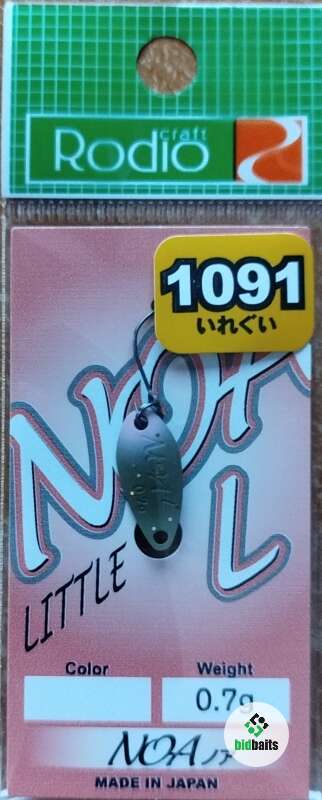 craft
Rodio
1091
いれぐい
NOA
L
LITTLE
Color
Weight
0.7g
NOA ノア
MADE IN JAPAN
bidbaits